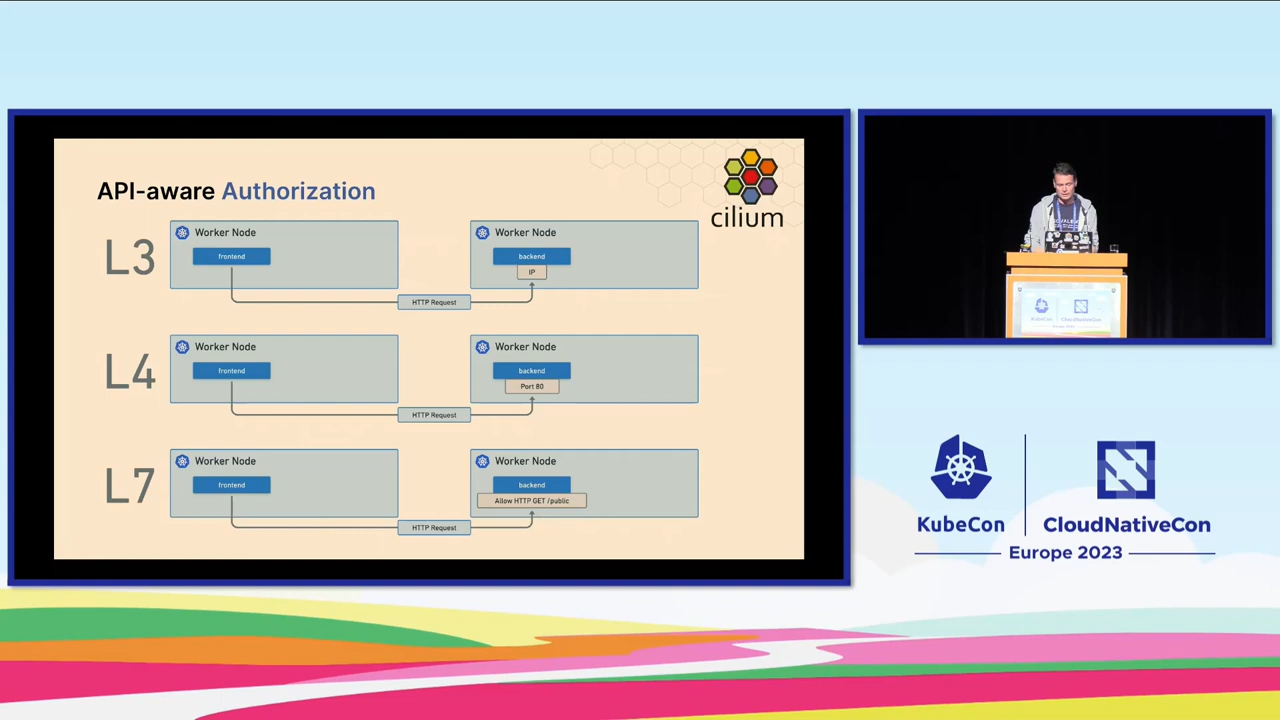 API-aware Authorization
cilium
L3
Worker Node
frontend
HTTP Request
Worker Node
backend
IP
L4
Worker Node
frontend
HTTP Request
Worker Node
backend
Port 80
L7
Worker Node
frontend
HTTP Request
Worker Node
backend
Allow HTTP GET /public
KubeCon
CloudNativeCon
KubeCon
CloudNativeCon
Europe 2023